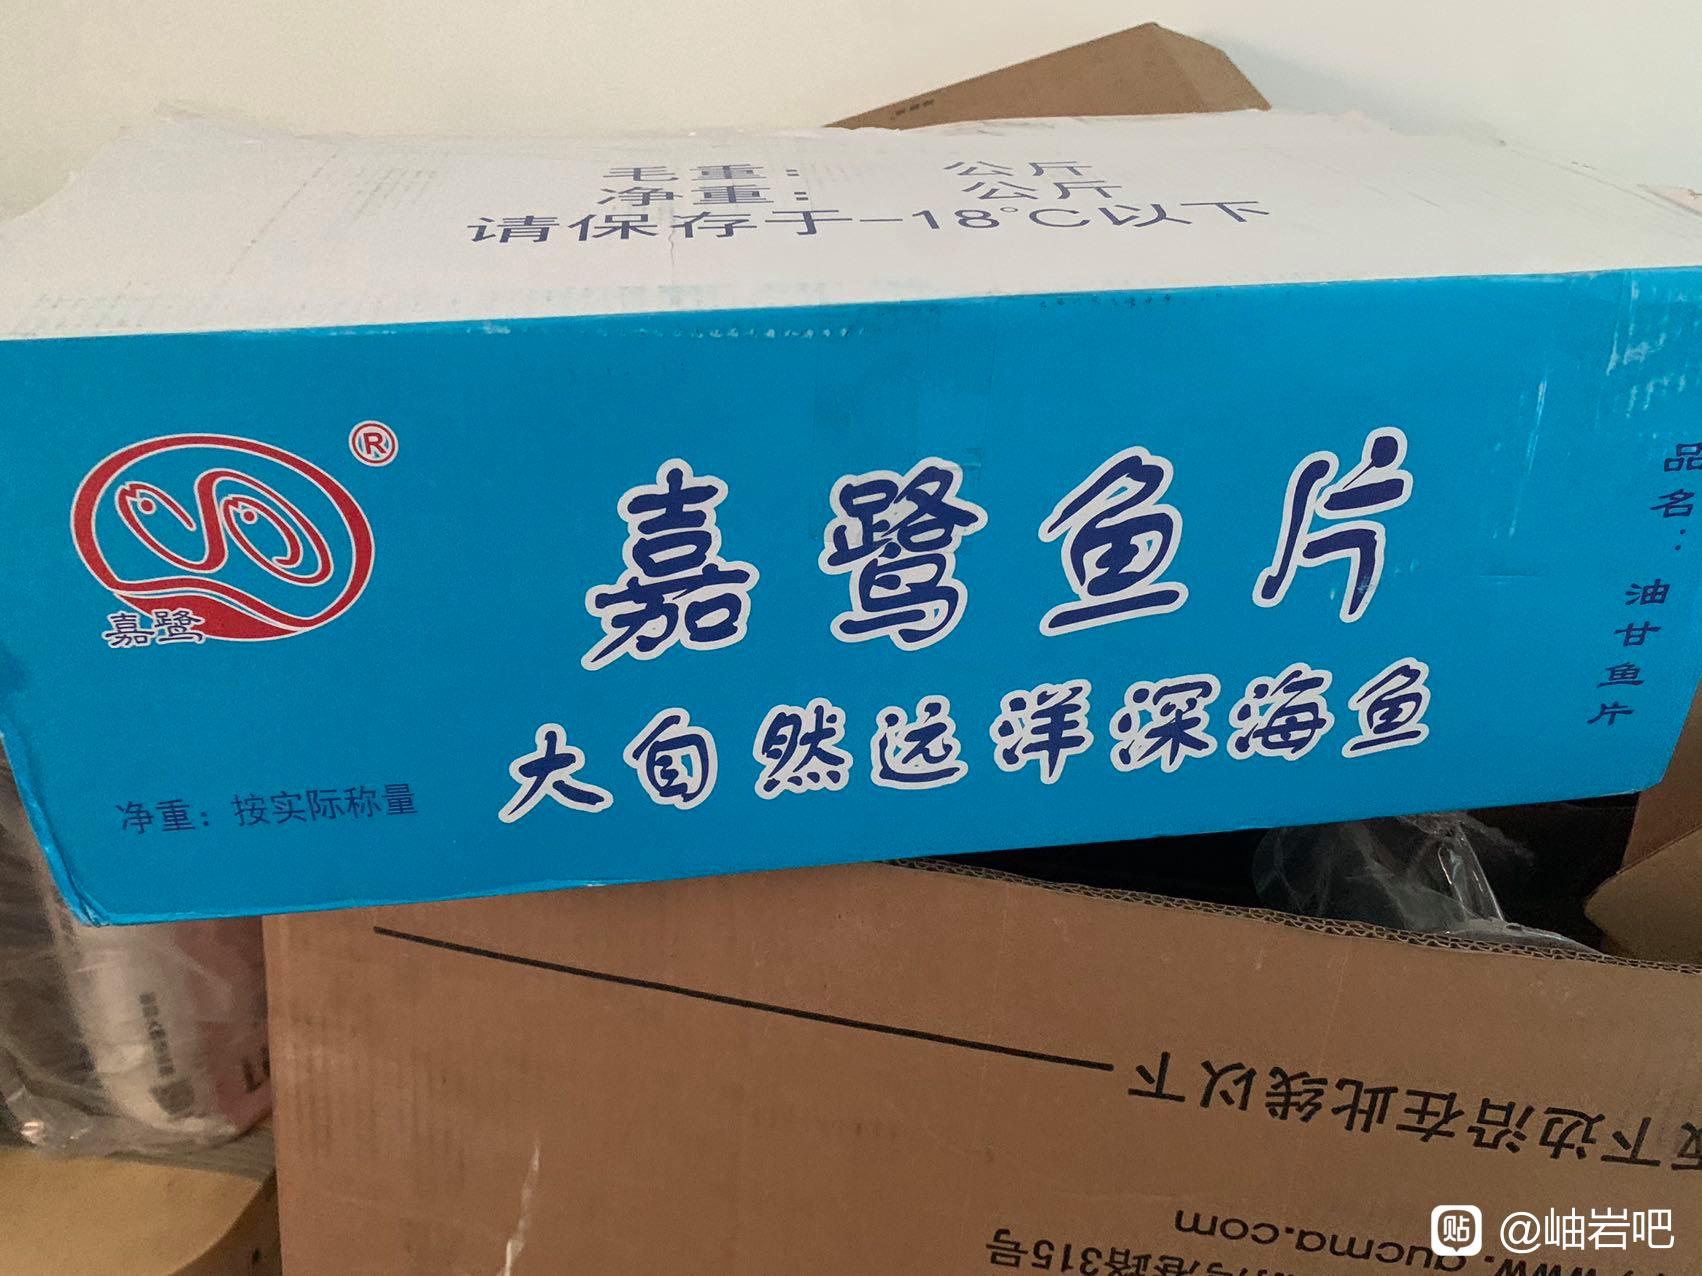 毛重： 公斤
净重： 公斤
请保存于-18℃以下
®
嘉鹭
嘉鹭鱼片
大自然远洋深海鱼
净重：按实际称量
品名：油甘鱼片
下边沿在此线以下
aucma.com
315号
贴 @岫岩吧